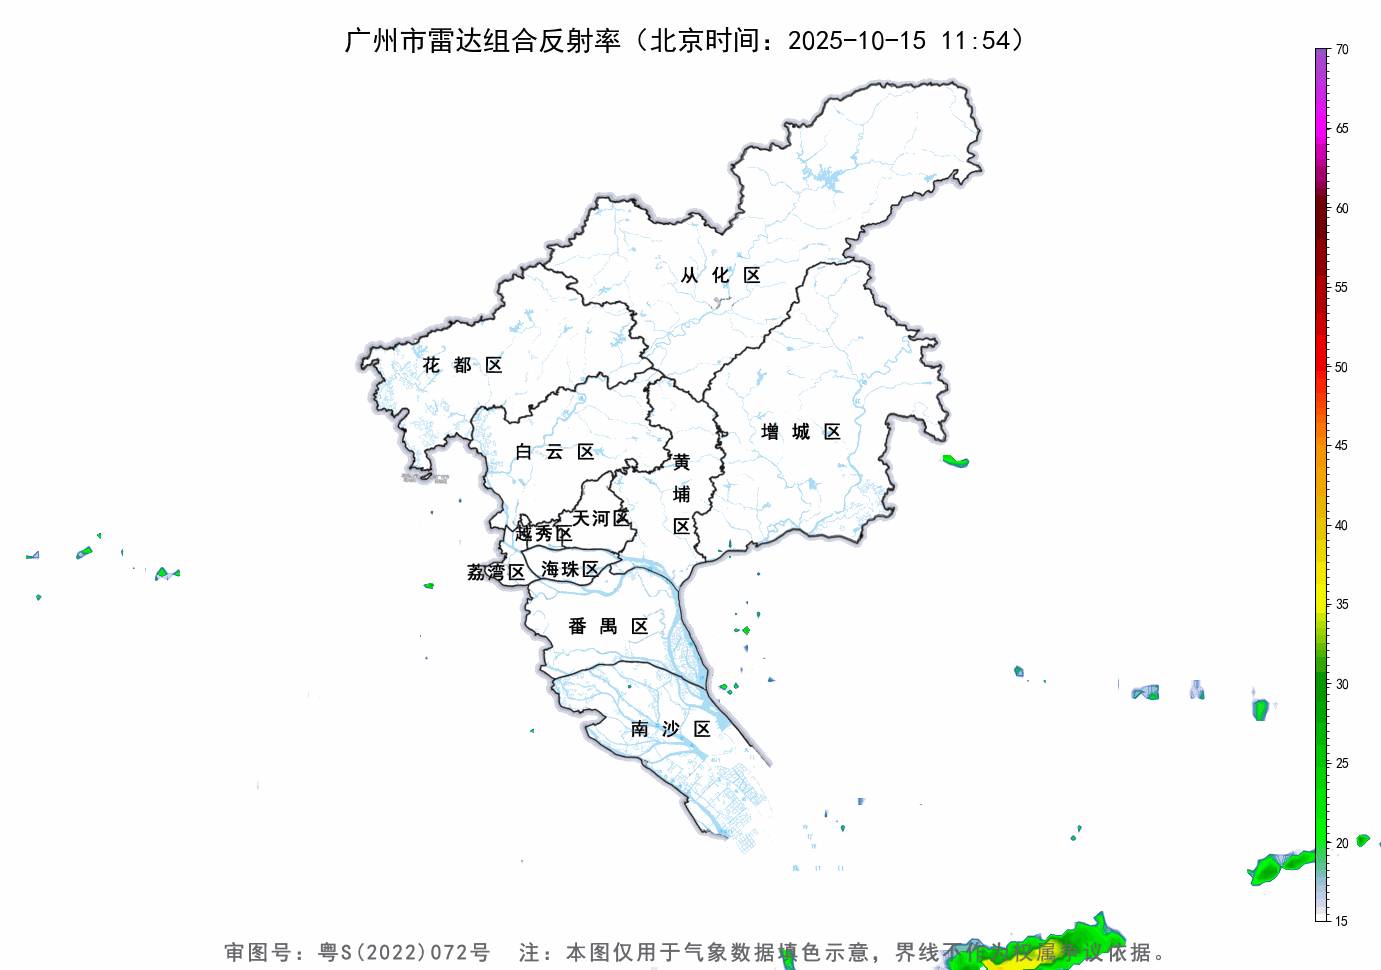 广州市雷达组合反射率（北京时间：2025-10-15 11:54）
70
65
60
55
50
45
40
35
30
25
20
15
从化区
花都区
增城区
白云区
黄埔区
天河区
越秀区
海珠区
荔湾区
番禺区
南沙区
审图号：粤S(2022)072号 注：本图仅用于气象数据填色示意，界线不作为权属争议依据。